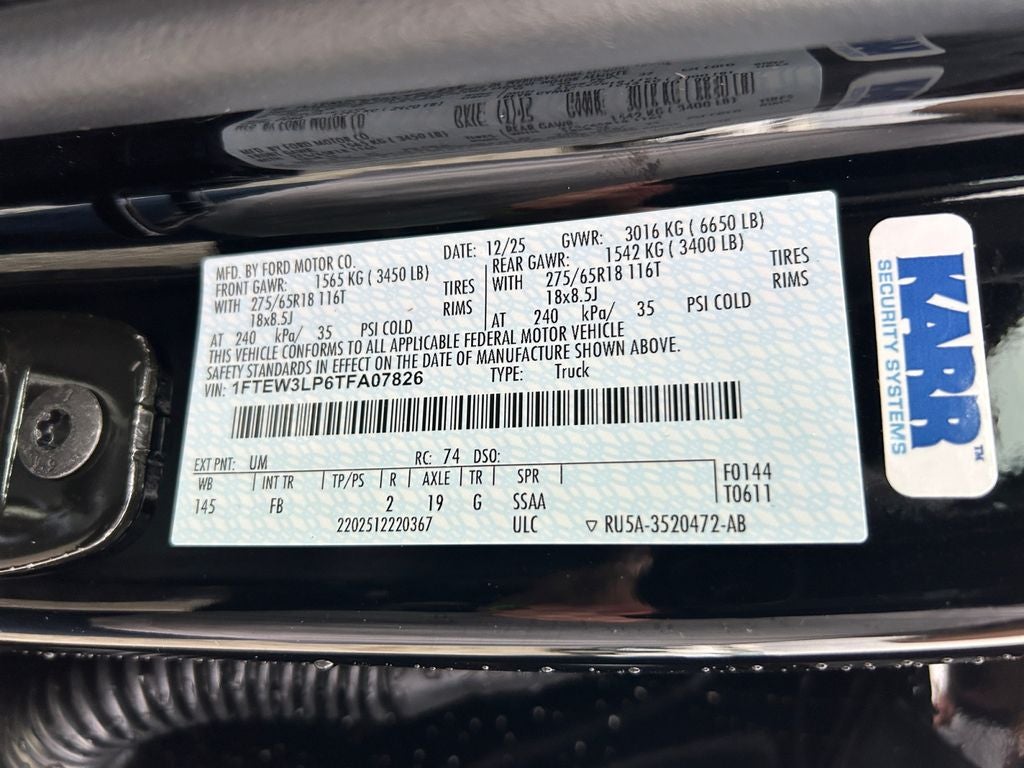 MFD. BY FORD MOTOR CO. DATE: 12/25 GVWR: 3016 KG ( 6650 LB)
FRONT GAWR: 1565 KG ( 3450 LB) REAR GAWR: 1542 KG ( 3400 LB)
WITH 275/65R18 116T TIRES WITH 275/65R18 116T TIRES
18x8.5J RIMS 18x8.5J RIMS
AT 240 kPa/ 35 PSI COLD AT 240 kPa/ 35 PSI COLD
THIS VEHICLE CONFORMS TO ALL APPLICABLE FEDERAL MOTOR VEHICLE
SAFETY STANDARDS IN EFFECT ON THE DATE OF MANUFACTURE SHOWN ABOVE.
VIN: 1FTEW3LP6TFA07826 TYPE: Truck
EXT PNT: UM RC: 74 DSO:
WB INT TR TP/PS R AXLE TR SPR F0144
145 FB 2 19 G SSAA T0611
2202512220367 ULC ▽ RU5A-3520472-AB
KARR™
SECURITY SYSTEMS